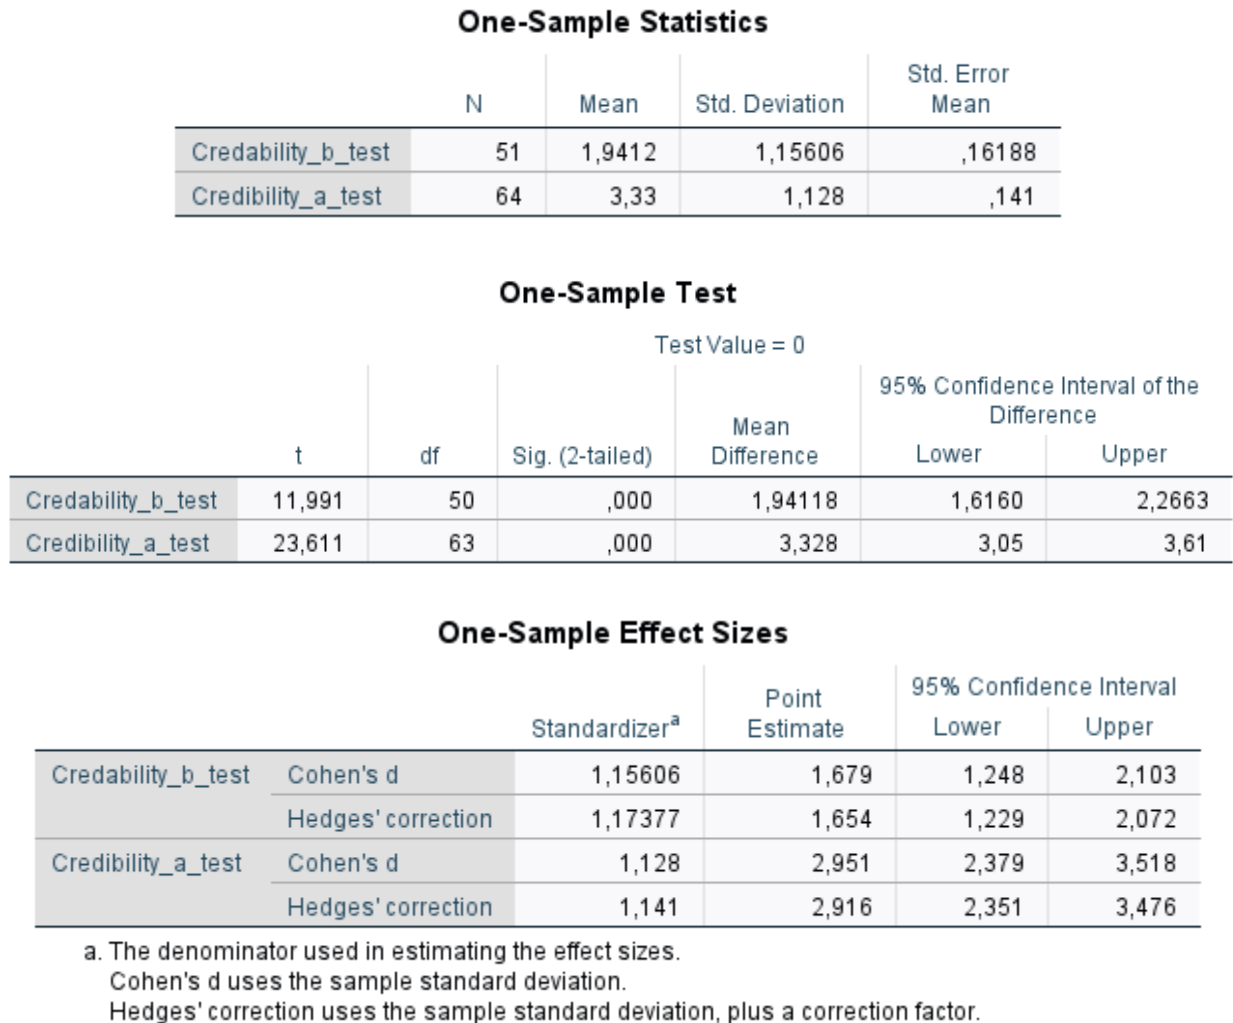 One-Sample Statistics
N Mean Std. Deviation Std. Error Mean
Credability_b_test 51 1,9412 1,15606 ,16188
Credibility_a_test 64 3,33 1,128 ,141
One-Sample Test
Test Value = 0
t df Sig. (2-tailed) Mean Difference 95% Confidence Interval of the Difference
Lower Upper
Credability_b_test 11,991 50 ,000 1,94118 1,6160 2,2663
Credibility_a_test 23,611 63 ,000 3,328 3,05 3,61
One-Sample Effect Sizes
Standardizerᵃ Point Estimate 95% Confidence Interval
Lower Upper
Credability_b_test Cohen's d 1,15606 1,679 1,248 2,103
Hedges' correction 1,17377 1,654 1,229 2,072
Credibility_a_test Cohen's d 1,128 2,951 2,379 3,518
Hedges' correction 1,141 2,916 2,351 3,476
a. The denominator used in estimating the effect sizes.
Cohen's d uses the sample standard deviation.
Hedges' correction uses the sample standard deviation, plus a correction factor.